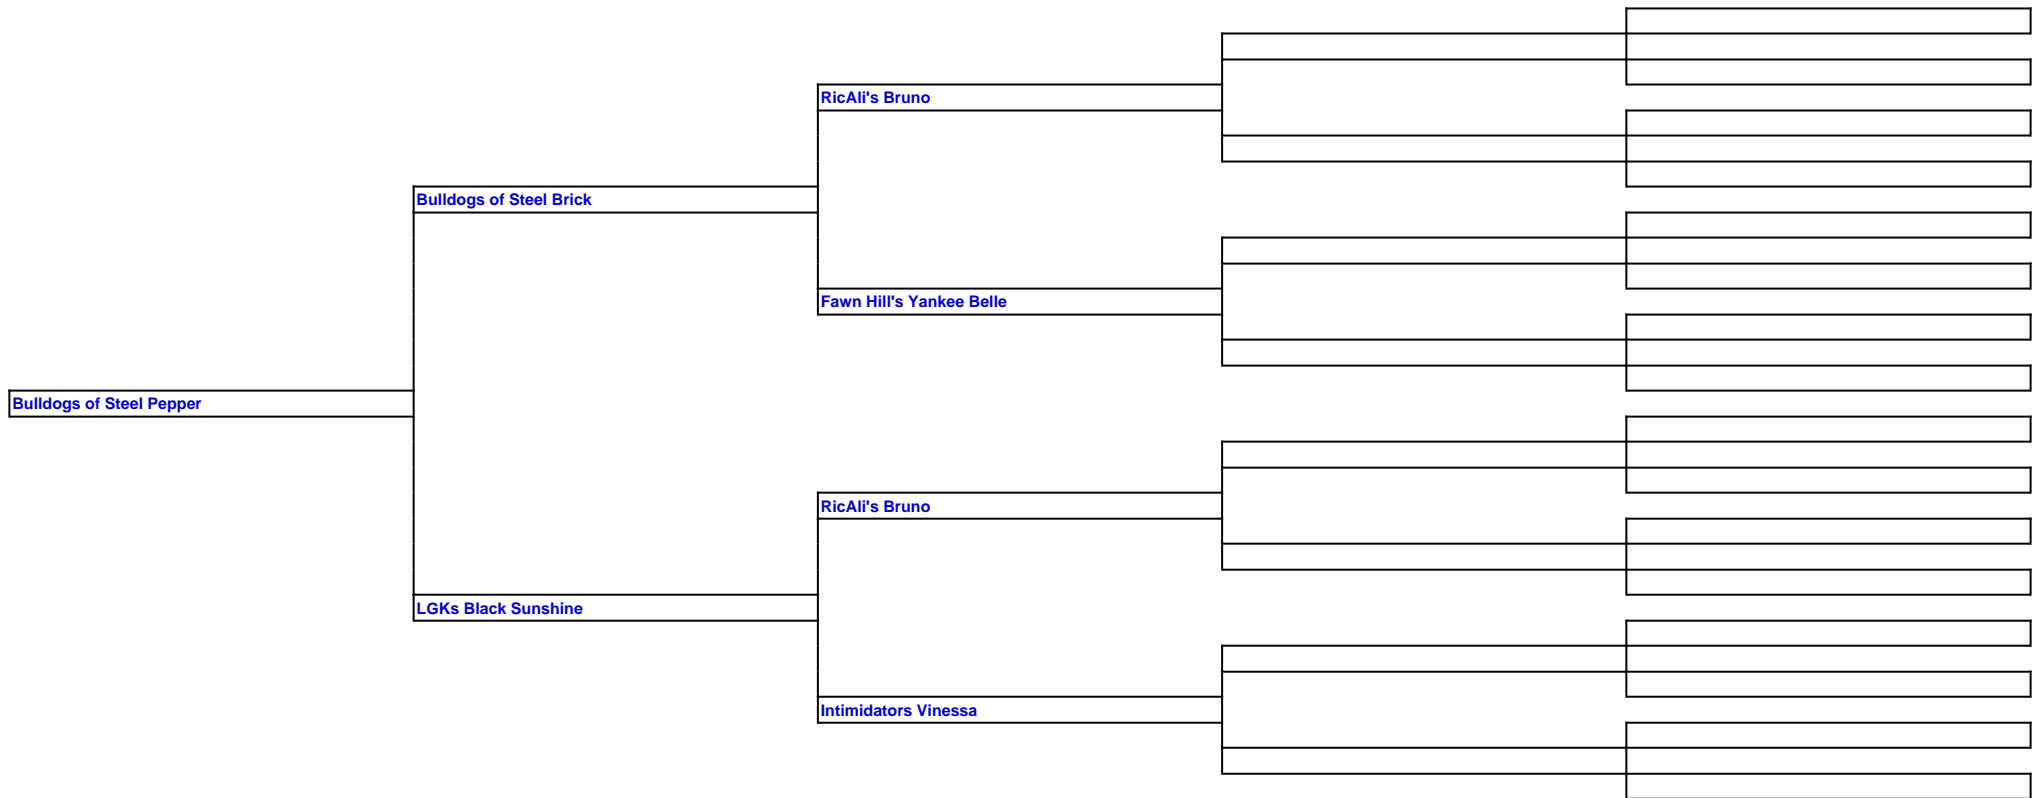 RicAli's Bruno
Bulldogs of Steel Brick
Fawn Hill's Yankee Belle
Bulldogs of Steel Pepper
RicAli's Bruno
LGKs Black Sunshine
Intimidators Vinessa